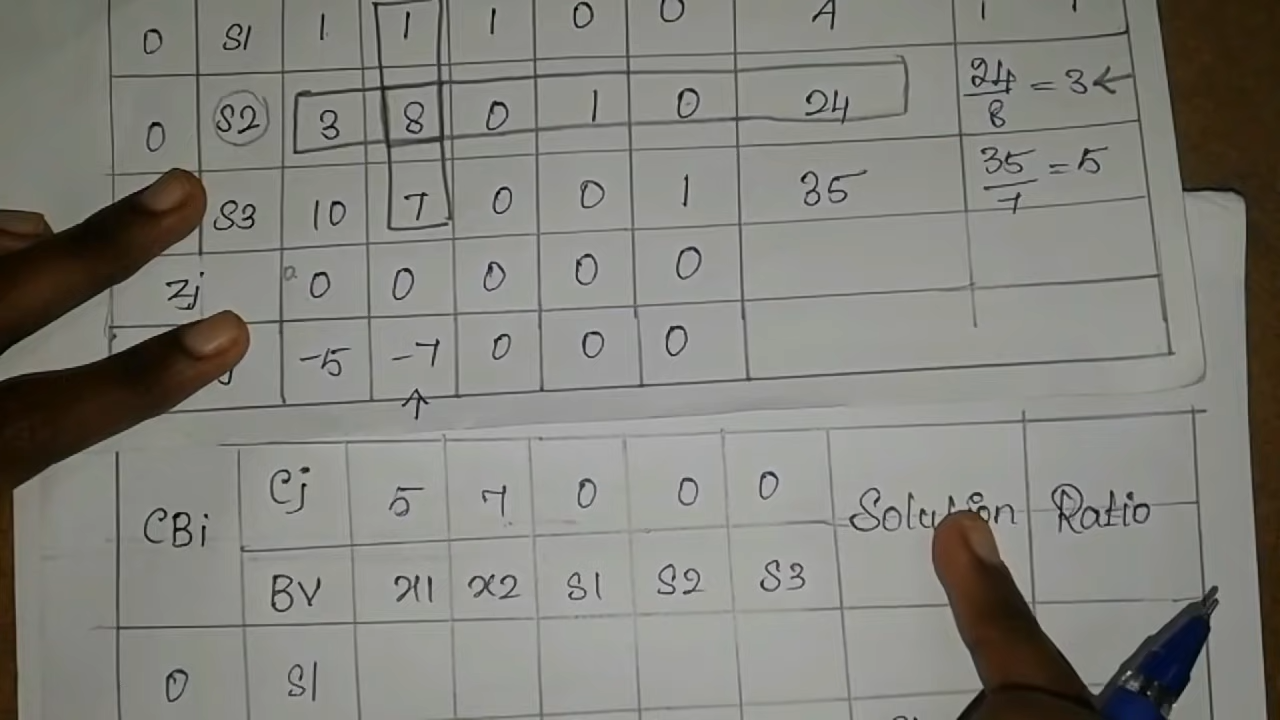 0 S1 1 1 1 0 0 4
0 S2 3 8 0 1 0 24 24/8 = 3 ←
S3 10 7 0 0 1 35 35/7 = 5
Zj 0 0 0 0 0
-5 -7 0 0 0
↑
CBi Cj 5 7 0 0 0 Solution Ratio
BV x1 x2 S1 S2 S3
0 S1